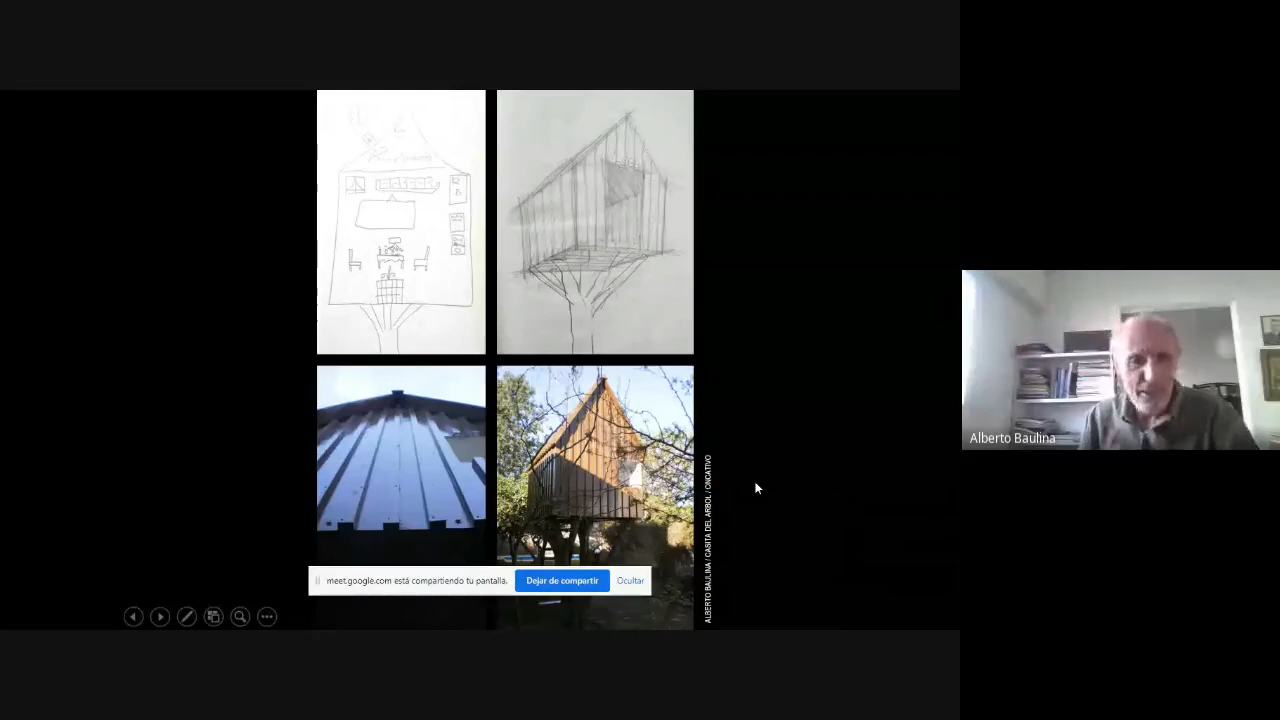 meet.google.com está compartiendo tu pantalla.
Dejar de compartir
Ocultar
ALBERTO BAULINA / CASITA DEL ARBOL / ONCATIVO
Alberto Baulina